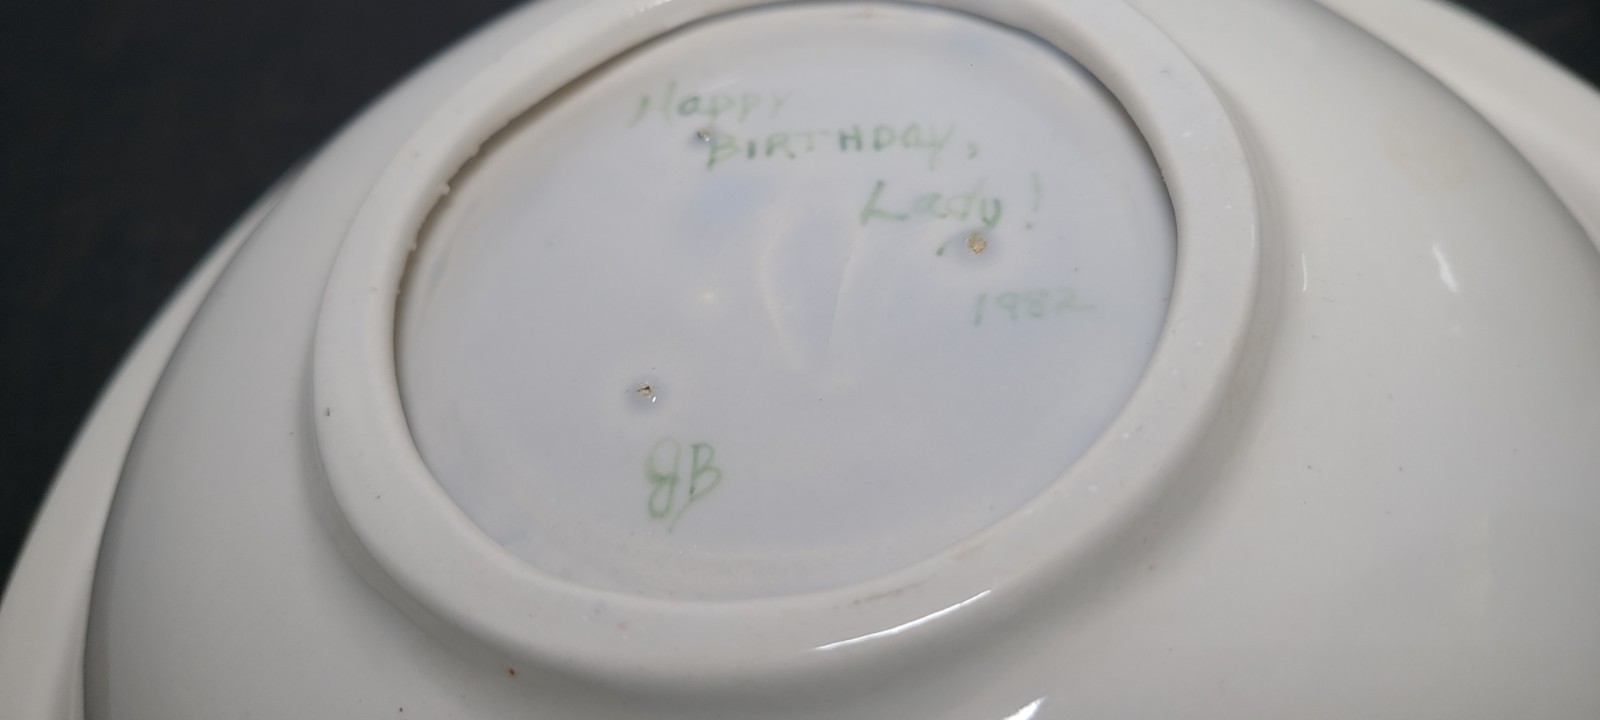 Happy
BIRTHDAY,
Lady!
1982
JB